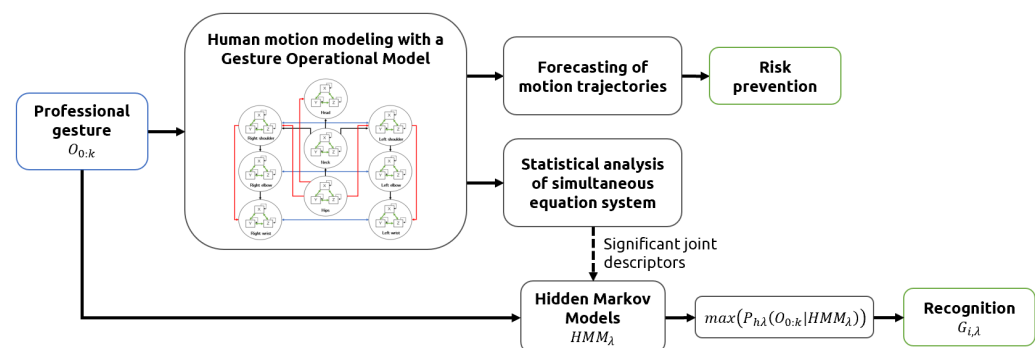 Human motion modeling with a
Gesture Operational Model
Head
X
Y Z
Right shoulder
X
Y Z
Left shoulder
X
Y Z
Neck
X
Y Z
Right elbow
X
Y Z
Left elbow
X
Y Z
Hips
X
Y Z
Right wrist
X
Y Z
Left wrist
X
Y Z
Professional
gesture
O_{0:k}
Forecasting of
motion trajectories
Risk
prevention
Statistical analysis
of simultaneous
equation system
Significant joint
descriptors
Hidden Markov
Models
HMM_λ
max(P_{hλ}(O_{0:k}|HMM_λ))
Recognition
G_{i,λ}